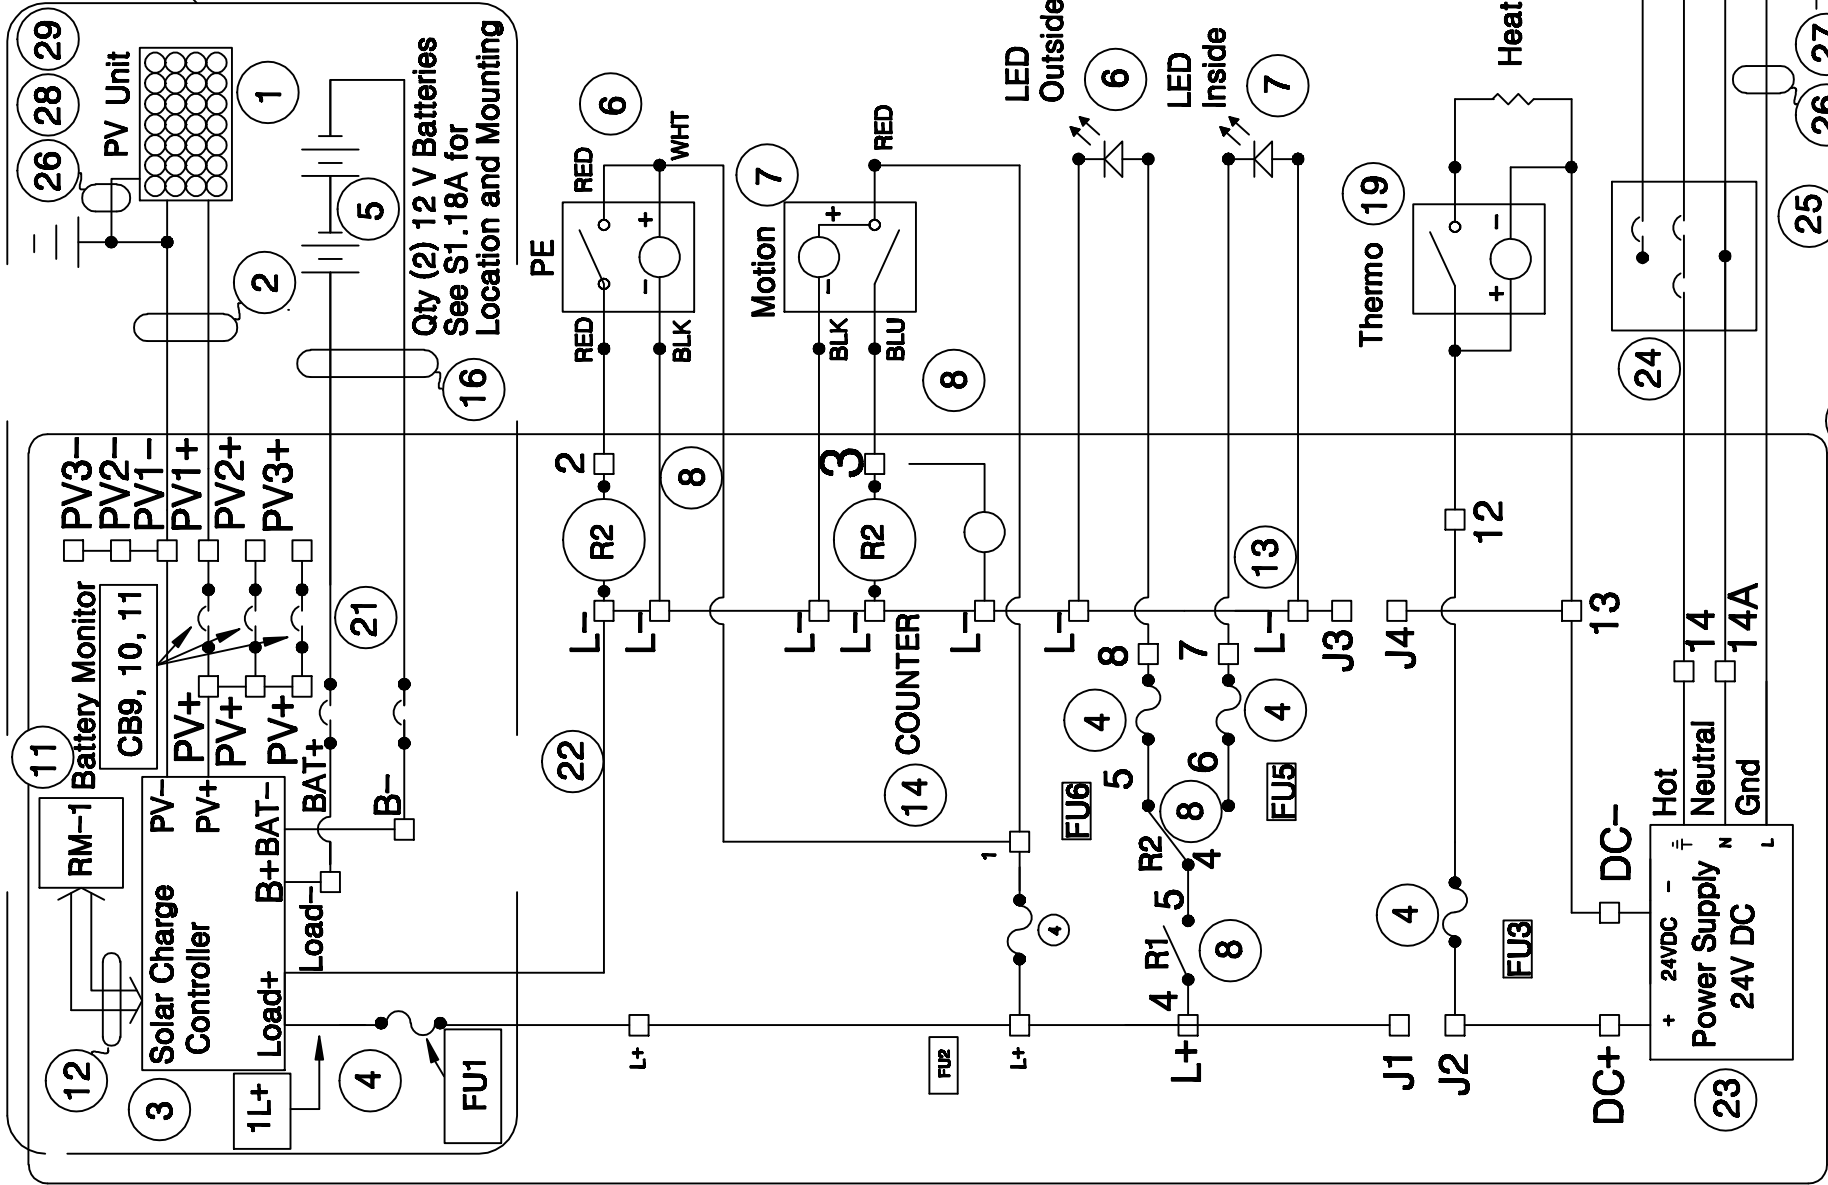 29
28
26
PV Unit
1
Qty (2) 12 V Batteries
See S1.18A for
Location and Mounting
5
2
16
PV3-
PV2-
PV1-
PV1+
PV2+
PV3+
Battery Monitor
CB9, 10, 11
11
21
PV+
PV+
PV+
BAT+
B-
RM-1
PV-
PV+
BAT-
B+
Solar Charge
Controller
Load-
Load+
12
3
1L+
4
FU1
6
RED
WHT
PE
+
-
RED
BLK
2
8
R2
L-
L-
22
L+
7
RED
Motion
+
-
BLK
BLU
8
3
R2
L-
L-
COUNTER
L-
14
1
4
FU2
L+
LED
Outside
6
LED
Inside
7
13
L-
8
7
L-
J3
4
4
5
6
FU6
FU5
R2
8
4
5
R1
8
4
L+
J1
Heat
19
Thermo
-
+
12
J4
13
4
FU3
J2
DC-
DC+
27
26
25
24
14
14A
Hot
Neutral
Gnd
N
L
+ 24VDC -
Power Supply
24V DC
23